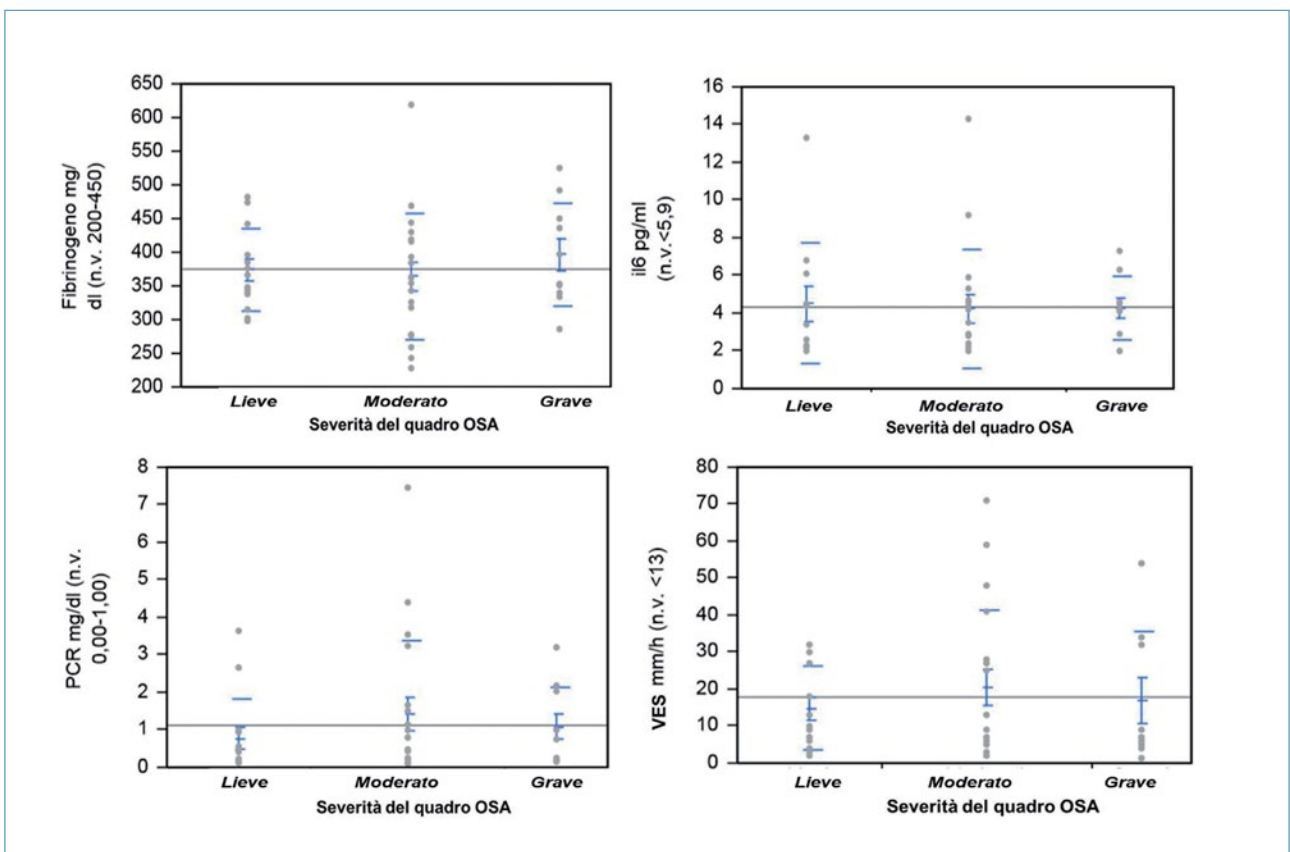 Fibrinogeno mg/
dl (n.v. 200-450)
650
600
550
500
450
400
350
300
250
200
Lieve Moderato Grave
Severità del quadro OSA
il6 pg/ml
(n.v.<5,9)
16
14
12
10
8
6
4
2
0
Lieve Moderato Grave
Severità del quadro OSA
PCR mg/dl (n.v.
0,00-1,00)
8
7
6
5
4
3
2
1
0
Lieve Moderato Grave
Severità del quadro OSA
VES mm/h (n.v. <13)
80
70
60
50
40
30
20
10
0
Lieve Moderato Grave
Severità del quadro OSA